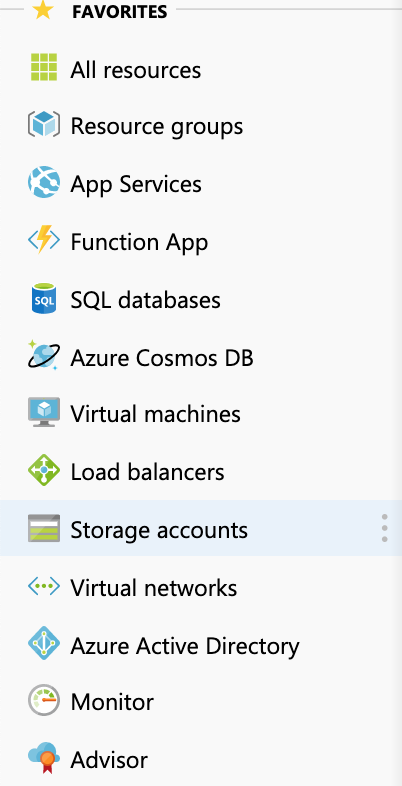 FAVORITES
All resources
Resource groups
App Services
Function App
SQL databases
SQL
Azure Cosmos DB
Virtual machines
Load balancers
Storage accounts
Virtual networks
Azure Active Directory
Monitor
Advisor